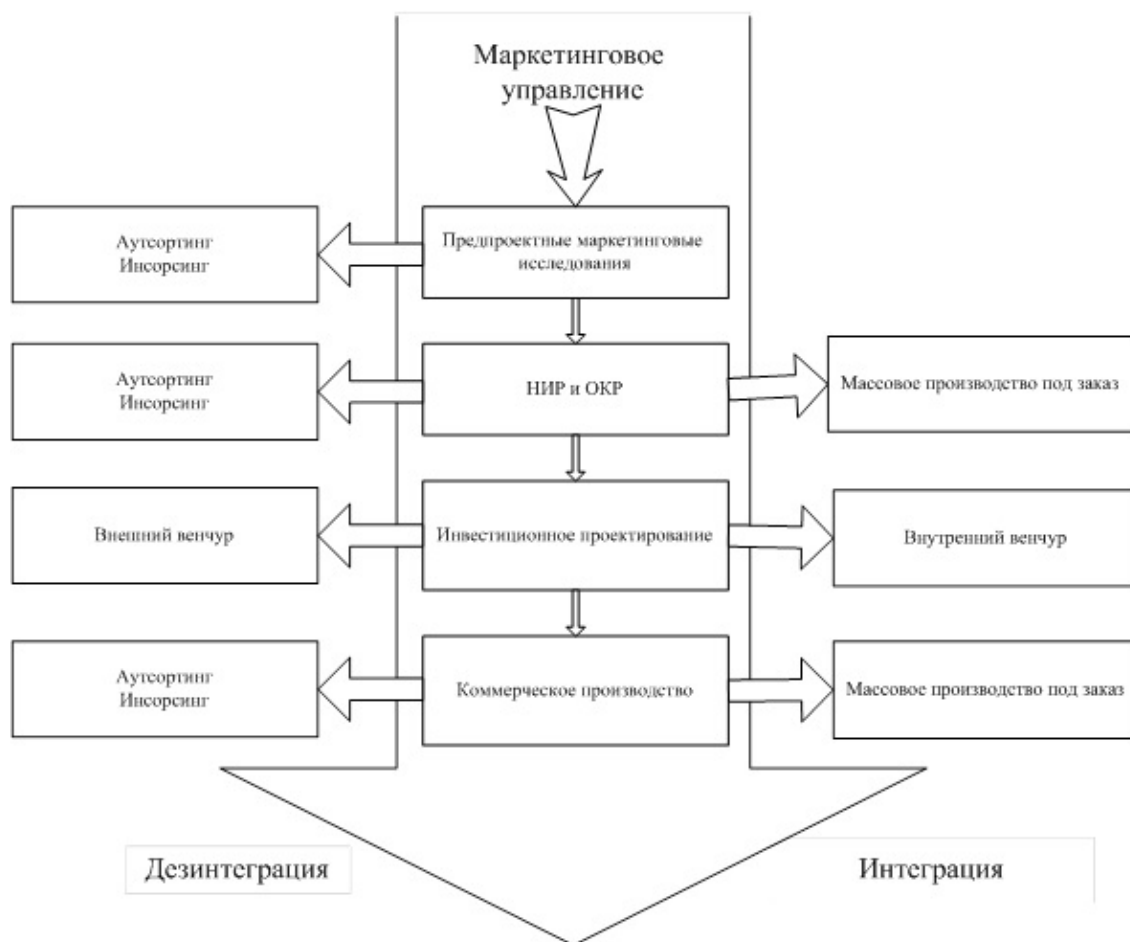 Маркетинговое
управление
Аутсортинг
Инсорсинг
Предпроектные маркетинговые
исследования
Аутсортинг
Инсорсинг
НИР и ОКР
Массовое производство под заказ
Внешний венчур
Инвестиционное проектирование
Внутренний венчур
Аутсортинг
Инсорсинг
Коммерческое производство
Массовое производство под заказ
Дезинтеграция
Интеграция